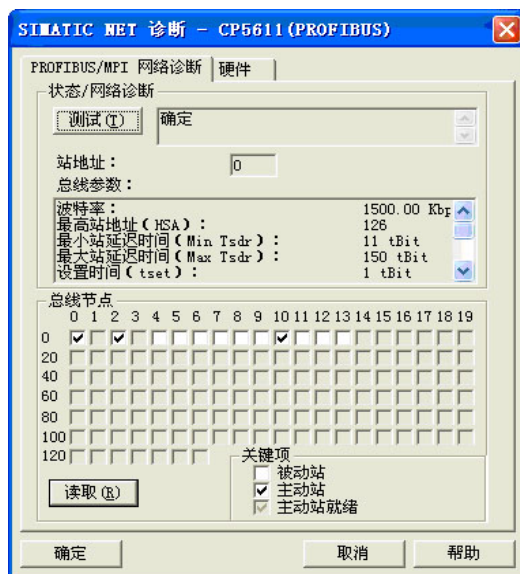 SIMATIC NET 诊断 - CP5611(PROFIBUS)
PROFIBUS/MPI 网络诊断 硬件
状态/网络诊断
测试(T) 确定
站地址： 0
总线参数：
波特率： 1500.00 Kbp
最高站地址(HSA)： 126
最小站延迟时间(Min Tsdr)： 11 tBit
最大站延迟时间(Max Tsdr)： 150 tBit
设置时间(tset)： 1 tBit
总线节点
0 1 2 3 4 5 6 7 8 9 10 11 12 13 14 15 16 17 18 19
0
20
40
60
80
100
120
关键项
被动站
主动站
主动站就绪
读取(R)
确定 取消 帮助